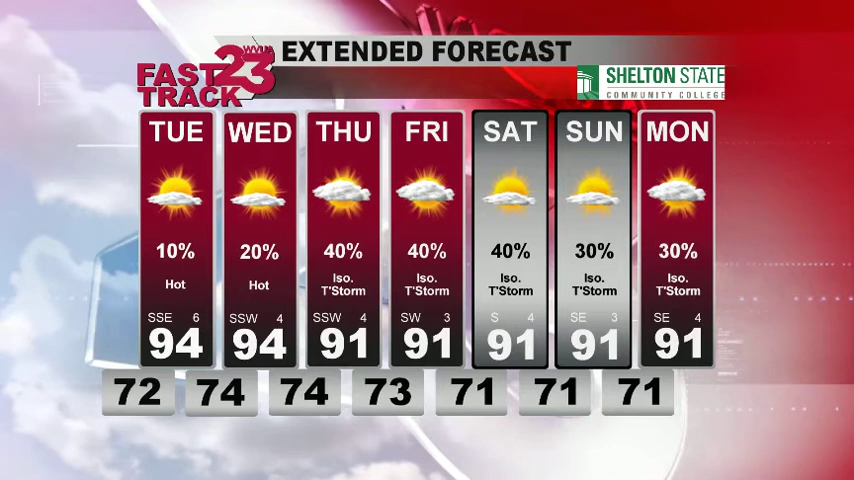 WVUA
23
FAST
TRACK
EXTENDED FORECAST
SHELTON STATE
COMMUNITY COLLEGE
TUE WED THU FRI SAT SUN MON
10% 20% 40% 40% 40% 30% 30%
Hot Hot Iso. Iso. Iso. Iso. Iso.
T'Storm T'Storm T'Storm T'Storm T'Storm
SSE 6 SSW 4 SSW 4 SW 3 S 4 SE 3 SE 4
94 94 91 91 91 91 91
72 74 74 73 71 71 71